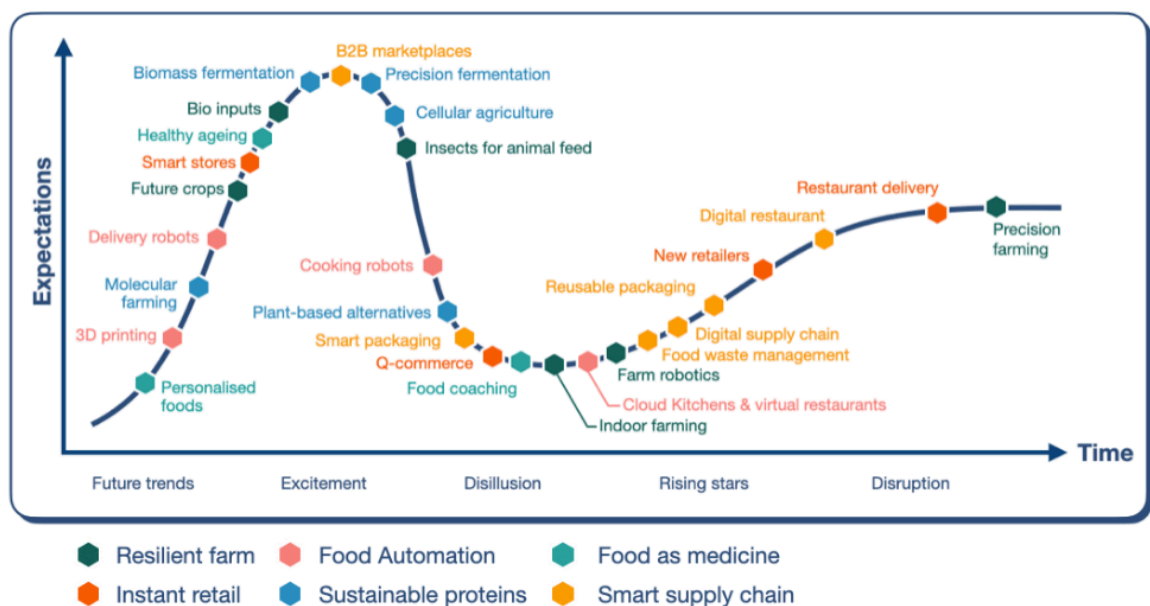 B2B marketplaces
Biomass fermentation
Precision fermentation
Bio inputs
Cellular agriculture
Healthy ageing
Insects for animal feed
Smart stores
Future crops
Restaurant delivery
Digital restaurant
Precision
farming
Delivery robots
New retailers
Cooking robots
Molecular
farming
Reusable packaging
Plant-based alternatives
3D printing
Smart packaging
Digital supply chain
Q-commerce
Food waste management
Food coaching
Farm robotics
Personalised
foods
Cloud Kitchens & virtual restaurants
Indoor farming
Expectations
Time
Future trends
Excitement
Disillusion
Rising stars
Disruption
Resilient farm
Food Automation
Food as medicine
Instant retail
Sustainable proteins
Smart supply chain